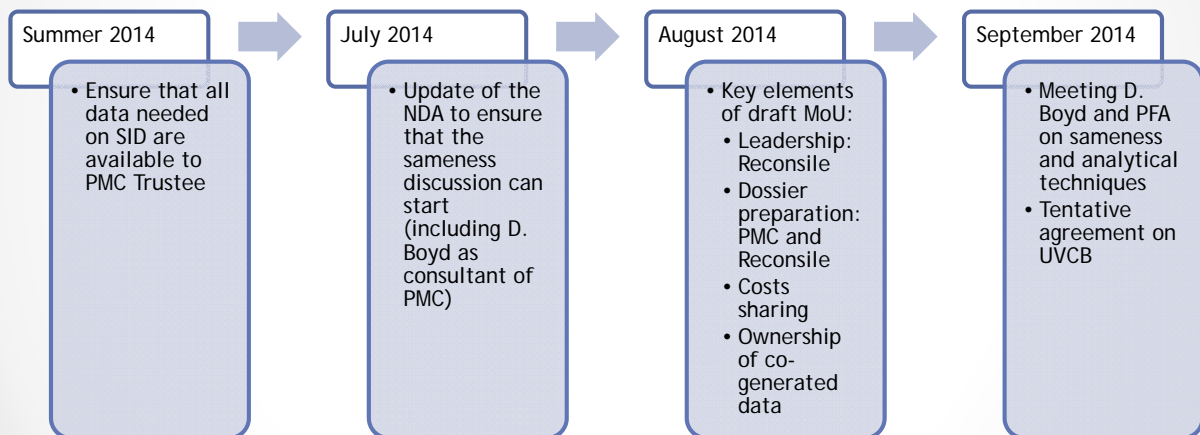 Summer 2014
• Ensure that all
data needed
on SID are
available to
PMC Trustee
July 2014
• Update of the
NDA to ensure
that the
sameness
discussion can
start
(including D.
Boyd as
consultant of
PMC)
August 2014
• Key elements
of draft MoU:
• Leadership:
Reconsile
• Dossier
preparation:
PMC and
Reconsile
• Costs
sharing
• Ownership
of co-
generated
data
September 2014
• Meeting D.
Boyd and PFA
on sameness
and analytical
techniques
• Tentative
agreement on
UVCB